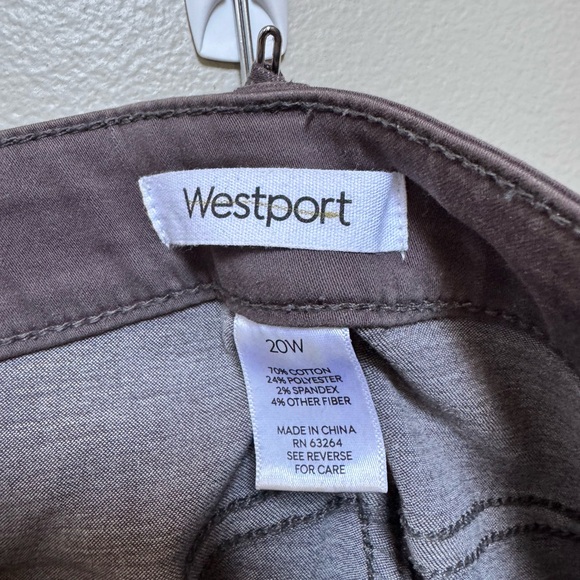 Westport
20W
70% COTTON
24% POLYESTER
2% SPANDEX
4% OTHER FIBER
MADE IN CHINA
RN 63264
SEE REVERSE
FOR CARE